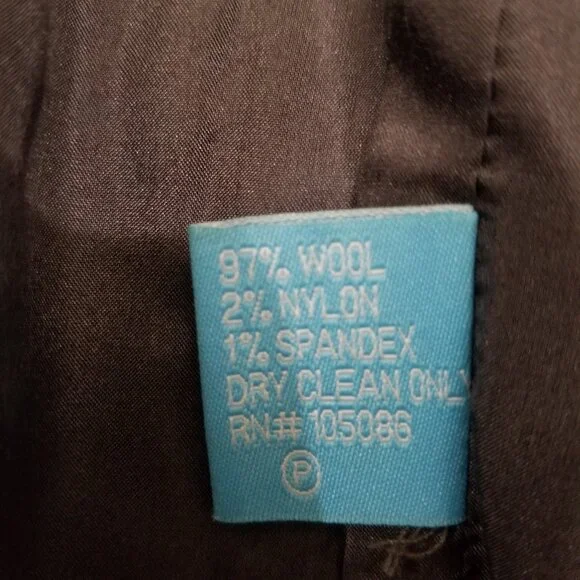 97% WOOL
2% NYLON
1% SPANDEX
DRY CLEAN ONLY
RN# 105086
P